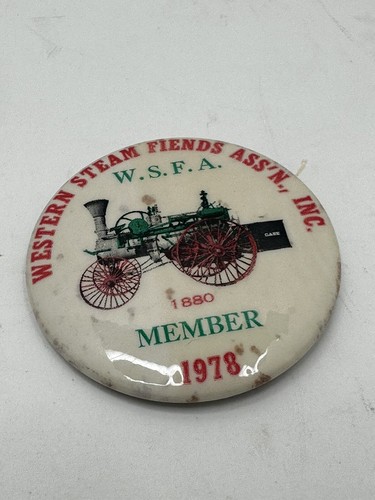 WESTERN STEAM FIENDS ASS'N., INC.
W.S.F.A.
CASE
1880
MEMBER
1978